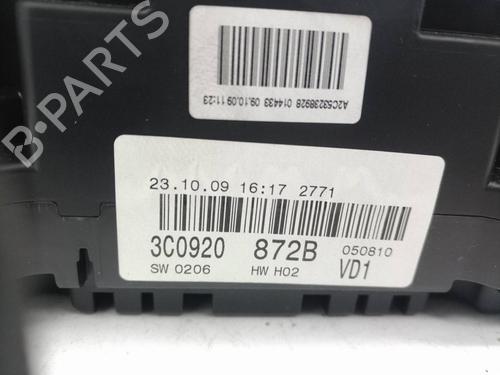 B-PARTS
A2C53238928 014433 09.10.09 11:23
23.10.09 16:17 2771
3C0920 872B 050810
SW 0206 HW H02 VD1